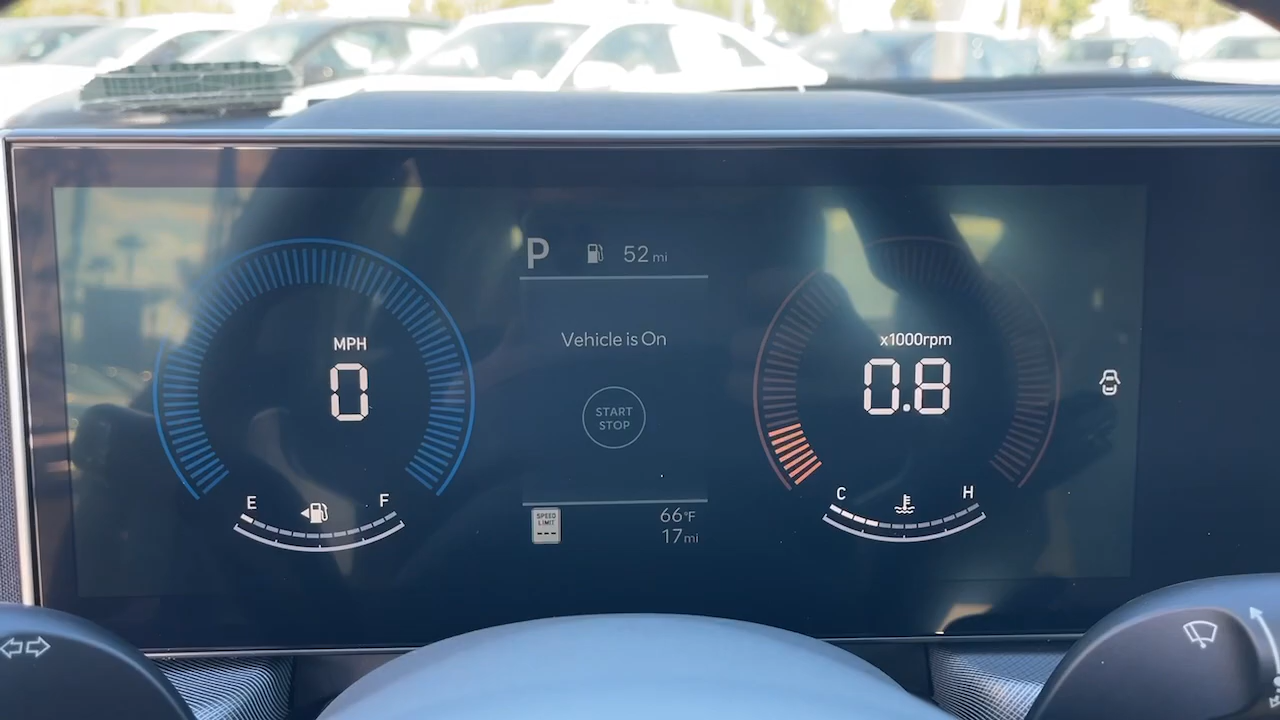 P 52 mi
MPH
0
Vehicle is On
START
STOP
x1000rpm
0.8
E F
C H
SPEED
LIMIT
---
66°F
17 mi